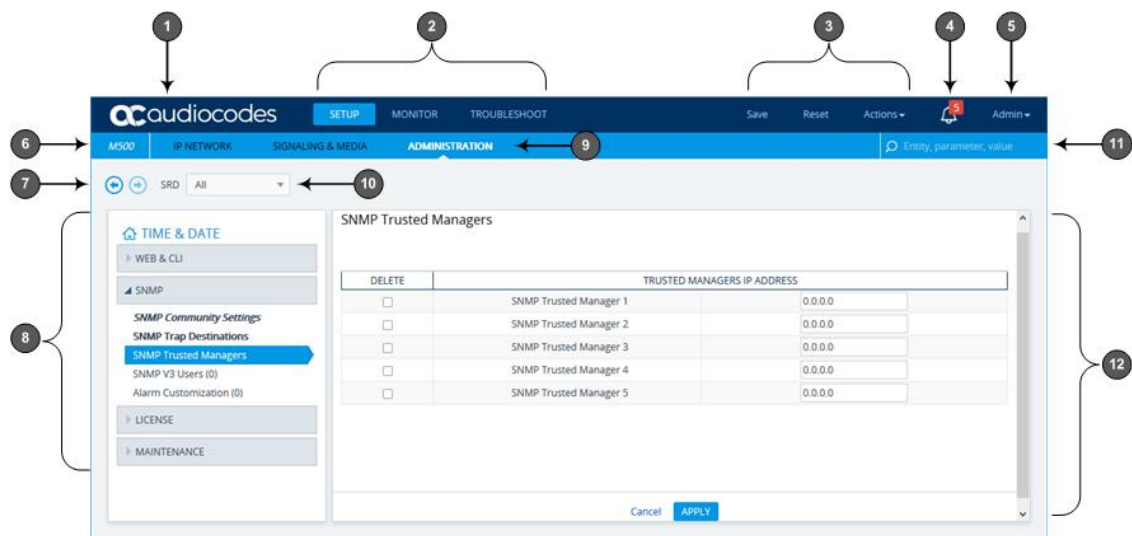 1
2
3
4
5
audiocodes
SETUP MONITOR TROUBLESHOOT Save Reset Actions 5 Admin
6 M500 IP NETWORK SIGNALING & MEDIA ADMINISTRATION 9 Entity, parameter, value 11
7 SRD All 10
8
TIME & DATE
WEB & CLI
SNMP
SNMP Community Settings
SNMP Trap Destinations
SNMP Trusted Managers
SNMP V3 Users (0)
Alarm Customization (0)
LICENSE
MAINTENANCE
SNMP Trusted Managers
DELETE TRUSTED MANAGERS IP ADDRESS
SNMP Trusted Manager 1 0.0.0.0
SNMP Trusted Manager 2 0.0.0.0
SNMP Trusted Manager 3 0.0.0.0
SNMP Trusted Manager 4 0.0.0.0
SNMP Trusted Manager 5 0.0.0.0
Cancel APPLY
12